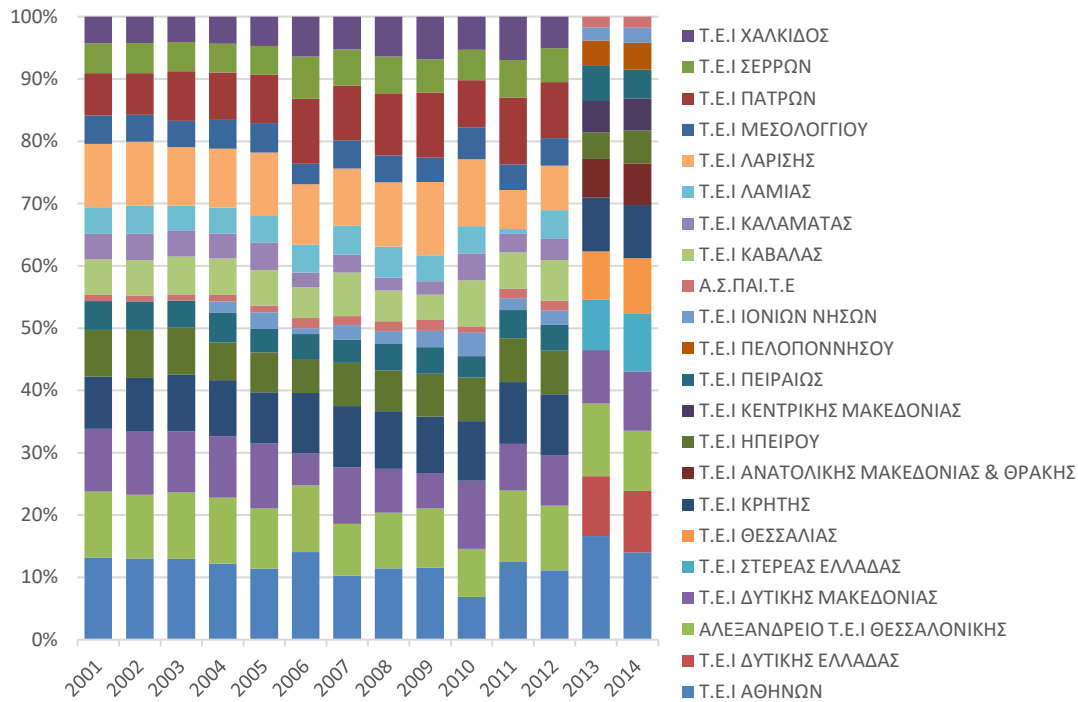 100%
90%
80%
70%
60%
50%
40%
30%
20%
10%
0%
2001 2002 2003 2004 2005 2006 2007 2008 2009 2010 2011 2012 2013 2014
Τ.Ε.Ι ΧΑΛΚΙΔΟΣ
Τ.Ε.Ι ΣΕΡΡΩΝ
Τ.Ε.Ι ΠΑΤΡΩΝ
Τ.Ε.Ι ΜΕΣΟΛΟΓΓΙΟΥ
Τ.Ε.Ι ΛΑΡΙΣΗΣ
Τ.Ε.Ι ΛΑΜΙΑΣ
Τ.Ε.Ι ΚΑΛΑΜΑΤΑΣ
Τ.Ε.Ι ΚΑΒΑΛΑΣ
Α.Σ.ΠΑΙ.Τ.Ε
Τ.Ε.Ι ΙΟΝΙΩΝ ΝΗΣΩΝ
Τ.Ε.Ι ΠΕΛΟΠΟΝΝΗΣΟΥ
Τ.Ε.Ι ΠΕΙΡΑΙΩΣ
Τ.Ε.Ι ΚΕΝΤΡΙΚΗΣ ΜΑΚΕΔΟΝΙΑΣ
Τ.Ε.Ι ΗΠΕΙΡΟΥ
Τ.Ε.Ι ΑΝΑΤΟΛΙΚΗΣ ΜΑΚΕΔΟΝΙΑΣ & ΘΡΑΚΗΣ
Τ.Ε.Ι ΚΡΗΤΗΣ
Τ.Ε.Ι ΘΕΣΣΑΛΙΑΣ
Τ.Ε.Ι ΣΤΕΡΕΑΣ ΕΛΛΑΔΑΣ
Τ.Ε.Ι ΔΥΤΙΚΗΣ ΜΑΚΕΔΟΝΙΑΣ
ΑΛΕΞΑΝΔΡΕΙΟ Τ.Ε.Ι ΘΕΣΣΑΛΟΝΙΚΗΣ
Τ.Ε.Ι ΔΥΤΙΚΗΣ ΕΛΛΑΔΑΣ
Τ.Ε.Ι ΑΘΗΝΩΝ